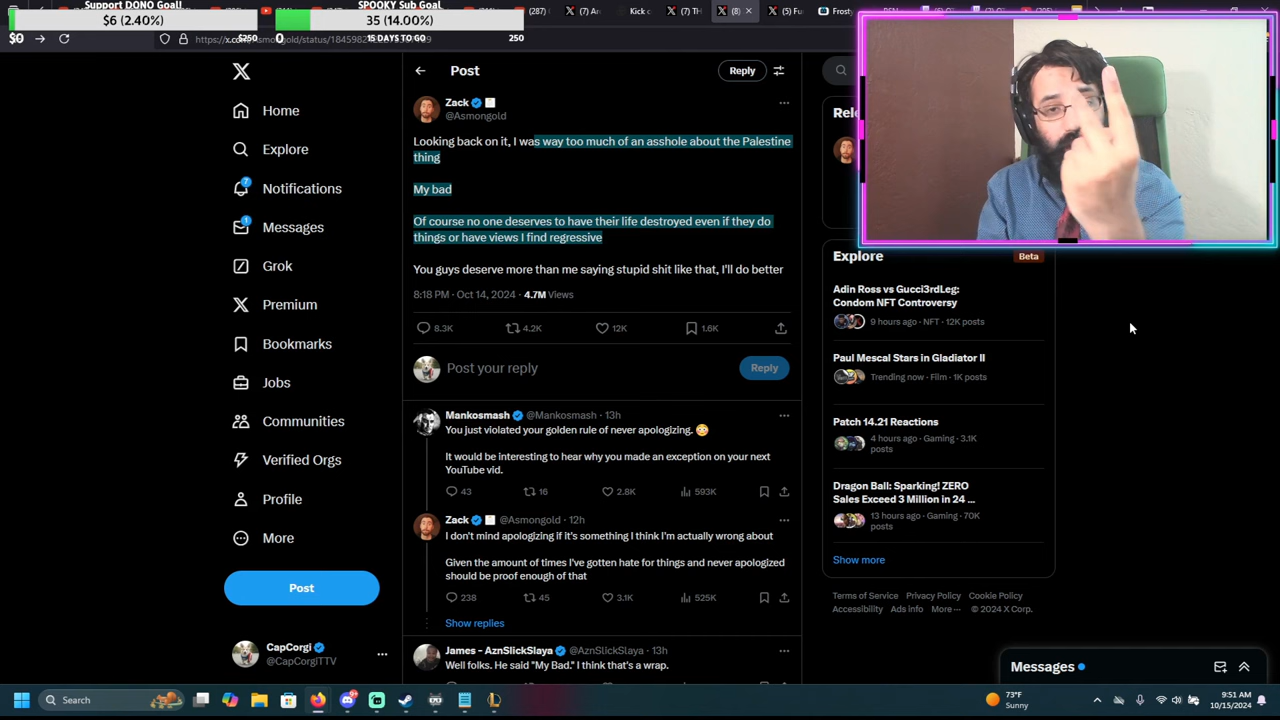 Support DONO Goal!
SPOOKY Sub Goal
$6 (2.40%)
35 (14.00%)
$0
$250
0
15 DAYS TO GO
250
Kick
Frosty
Home
Explore
Notifications
7
Messages
1
Grok
Premium
Bookmarks
Jobs
Communities
Verified Orgs
Profile
More
Post
CapCorgi
@CapCorgiTTV
Post
Reply
Zack
@Asmongold
Looking back on it, I was way too much of an asshole about the Palestine
thing
My bad
Of course no one deserves to have their life destroyed even if they do
things or have views I find regressive
You guys deserve more than me saying stupid shit like that, I'll do better
8:18 PM · Oct 14, 2024 · 4.7M Views
8.3K 4.2K 12K 1.6K
Post your reply
Reply
Mankosmash @Mankosmash · 13h
You just violated your golden rule of never apologizing. 😳
It would be interesting to hear why you made an exception on your next
YouTube vid.
43 16 2.8K 593K
Zack @Asmongold · 12h
I don't mind apologizing if it's something I think I'm actually wrong about
Given the amount of times I've gotten hate for things and never apologized
should be proof enough of that
238 45 3.1K 525K
Show replies
James - AznSlickSlaya @AznSlickSlaya · 13h
Well folks. He said "My Bad." I think that's a wrap.
Explore
Beta
Adin Ross vs Gucci3rdLeg:
Condom NFT Controversy
9 hours ago · NFT · 12K posts
Paul Mescal Stars in Gladiator II
Trending now · Film · 1K posts
Patch 14.21 Reactions
4 hours ago · Gaming · 3.1K
posts
Dragon Ball: Sparking! ZERO
Sales Exceed 3 Million in 24 ...
13 hours ago · Gaming · 70K
posts
Show more
Terms of Service Privacy Policy Cookie Policy
Accessibility Ads info More ··· © 2024 X Corp.
Messages
Search
73°F
Sunny
9:51 AM
10/15/2024